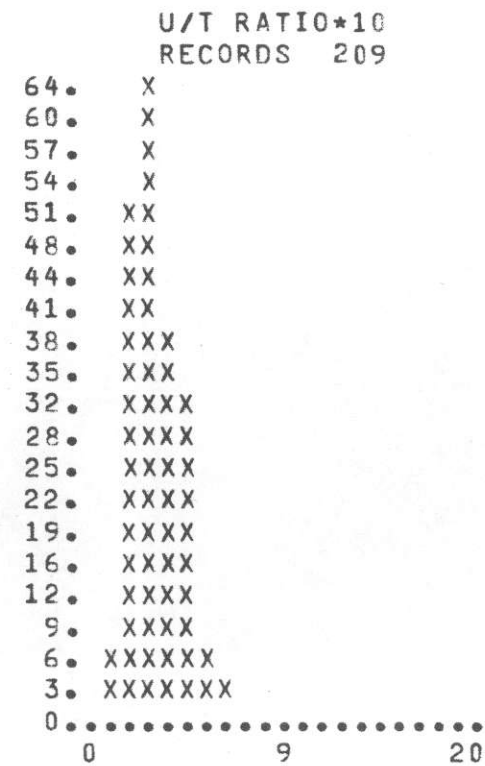 U/T RATIO*10
RECORDS 209
64. X
60. X
57. X
54. X
51. XX
48. XX
44. XX
41. XX
38. XXX
35. XXX
32. XXXX
28. XXXX
25. XXXX
22. XXXX
19. XXXX
16. XXXX
12. XXXX
9. XXXX
6. XXXXXX
3. XXXXXXX
0......................
0 9 20